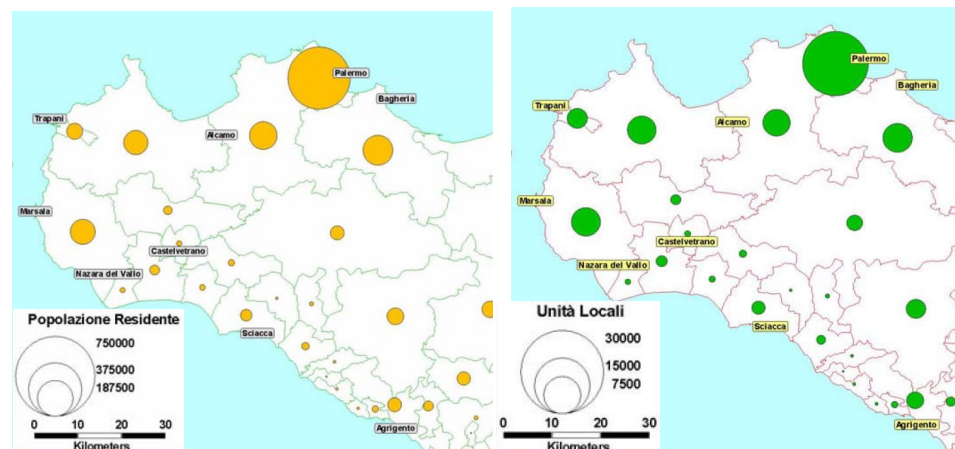 Palermo
Bagheria
Trapani
Alcamo
Marsala
Castelvetrano
Nazara del Vallo
Sciacca
Agrigento
Popolazione Residente
750000
375000
187500
0 10 20 30
Kilometers
Palermo
Bagheria
Trapani
Alcamo
Marsala
Castelvetrano
Nazara del Vallo
Sciacca
Agrigento
Unità Locali
30000
15000
7500
0 10 20 30
Kilometers